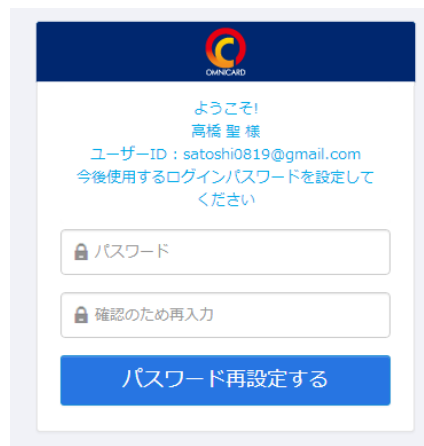 OMNICARD
ようこそ!
高橋 聖 様
ユーザーID : satoshi0819@gmail.com
今後使用するログインパスワードを設定して
ください
パスワード
確認のため再入力
パスワード再設定する